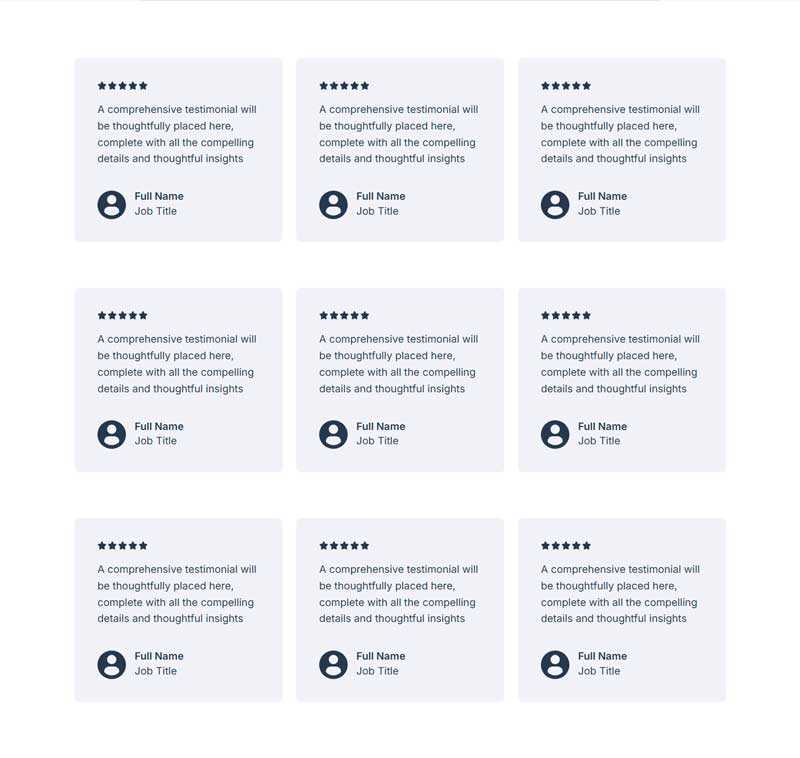 A comprehensive testimonial will
be thoughtfully placed here,
complete with all the compelling
details and thoughtful insights
Full Name
Job Title
A comprehensive testimonial will
be thoughtfully placed here,
complete with all the compelling
details and thoughtful insights
Full Name
Job Title
A comprehensive testimonial will
be thoughtfully placed here,
complete with all the compelling
details and thoughtful insights
Full Name
Job Title
A comprehensive testimonial will
be thoughtfully placed here,
complete with all the compelling
details and thoughtful insights
Full Name
Job Title
A comprehensive testimonial will
be thoughtfully placed here,
complete with all the compelling
details and thoughtful insights
Full Name
Job Title
A comprehensive testimonial will
be thoughtfully placed here,
complete with all the compelling
details and thoughtful insights
Full Name
Job Title
A comprehensive testimonial will
be thoughtfully placed here,
complete with all the compelling
details and thoughtful insights
Full Name
Job Title
A comprehensive testimonial will
be thoughtfully placed here,
complete with all the compelling
details and thoughtful insights
Full Name
Job Title
A comprehensive testimonial will
be thoughtfully placed here,
complete with all the compelling
details and thoughtful insights
Full Name
Job Title